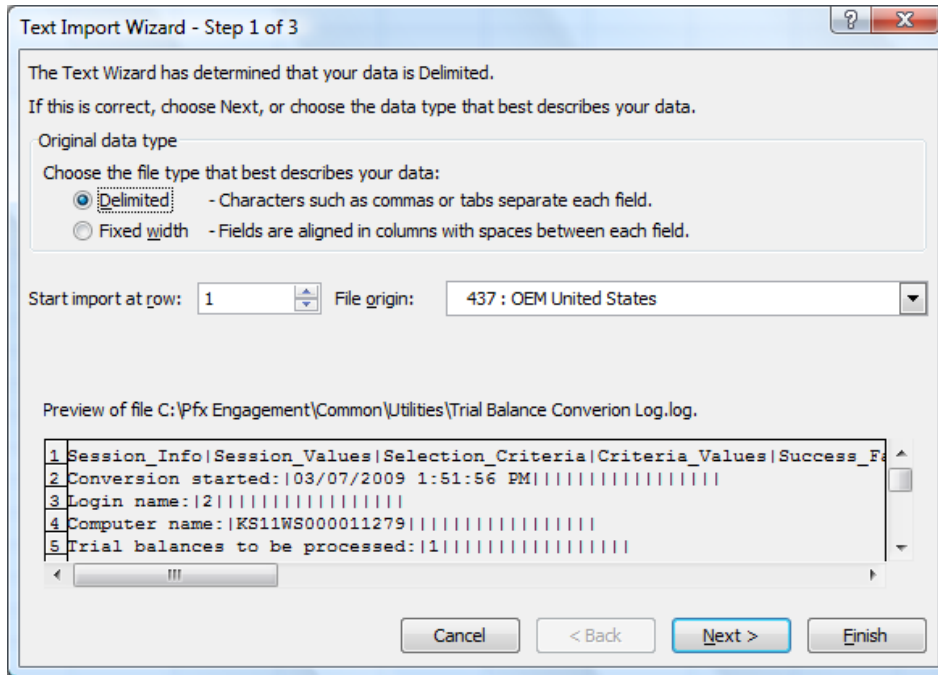 Text Import Wizard - Step 1 of 3
The Text Wizard has determined that your data is Delimited.
If this is correct, choose Next, or choose the data type that best describes your data.
Original data type
Choose the file type that best describes your data:
Delimited - Characters such as commas or tabs separate each field.
Fixed width - Fields are aligned in columns with spaces between each field.
Start import at row: 1 File origin: 437 : OEM United States
Preview of file C:\Pfx Engagement\Common\Utilities\Trial Balance Converion Log.log.
1 Session_Info|Session_Values|Selection_Criteria|Criteria_Values|Success_Fa
2 Conversion started:|03/07/2009 1:51:56 PM|||||||||||||||||
3 Login name:|2|||||||||||||||||
4 Computer name:|KS11WS000011279|||||||||||||||||
5 Trial balances to be processed:|1|||||||||||||||||
Cancel < Back Next > Finish